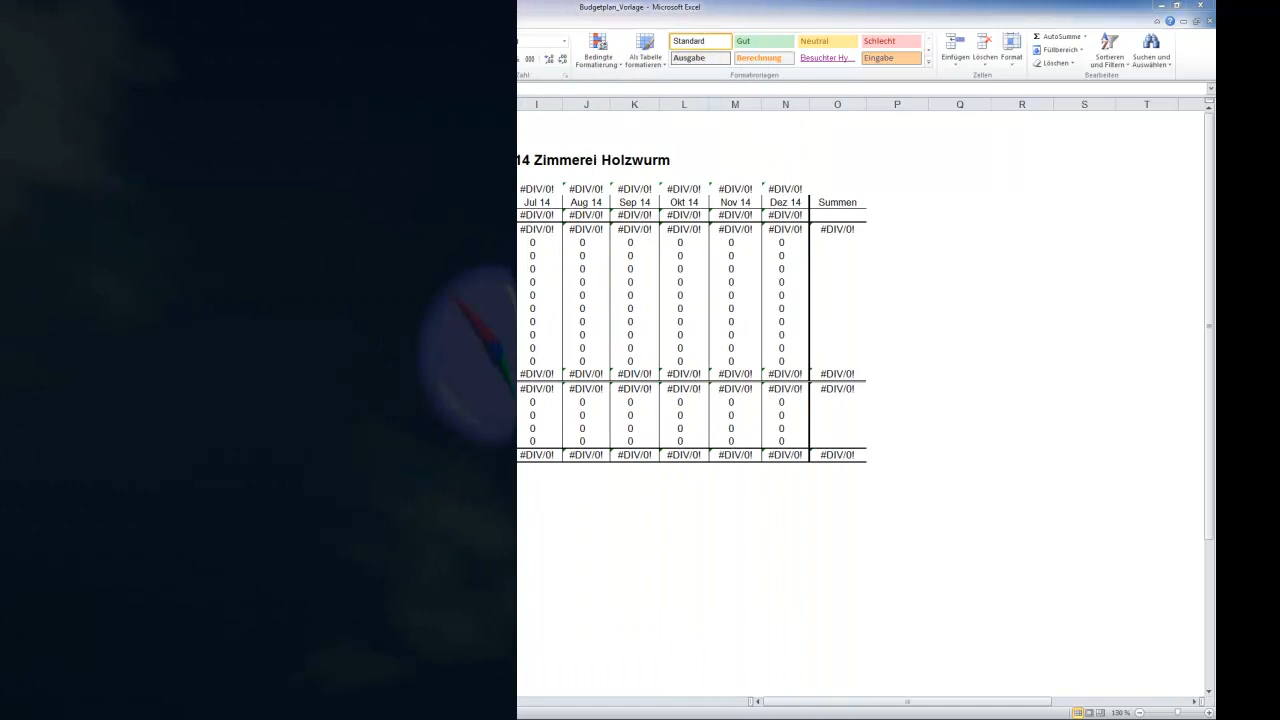 Budgetplan_Vorlage - Microsoft Excel
Standard Gut Neutral Schlecht
Ausgabe Berechnung Besuchter Hy... Eingabe
Bedingte Formatierung
Als Tabelle formatieren
Einfügen Löschen Format
AutoSumme
Füllbereich
Löschen
Sortieren und Filtern
Suchen und Auswählen
000
Zahl Formatvorlagen Zellen Bearbeiten
I J K L M N O P Q R S T
14 Zimmerei Holzwurm
#DIV/0! #DIV/0! #DIV/0! #DIV/0! #DIV/0! #DIV/0!
Jul 14 Aug 14 Sep 14 Okt 14 Nov 14 Dez 14 Summen
#DIV/0! #DIV/0! #DIV/0! #DIV/0! #DIV/0! #DIV/0!
#DIV/0! #DIV/0! #DIV/0! #DIV/0! #DIV/0! #DIV/0! #DIV/0!
0 0 0 0 0 0
0 0 0 0 0 0
0 0 0 0 0 0
0 0 0 0 0 0
0 0 0 0 0 0
0 0 0 0 0 0
0 0 0 0 0 0
0 0 0 0 0 0
0 0 0 0 0 0
0 0 0 0 0 0
#DIV/0! #DIV/0! #DIV/0! #DIV/0! #DIV/0! #DIV/0! #DIV/0!
#DIV/0! #DIV/0! #DIV/0! #DIV/0! #DIV/0! #DIV/0! #DIV/0!
0 0 0 0 0 0
0 0 0 0 0 0
0 0 0 0 0 0
0 0 0 0 0 0
#DIV/0! #DIV/0! #DIV/0! #DIV/0! #DIV/0! #DIV/0! #DIV/0!
130 %